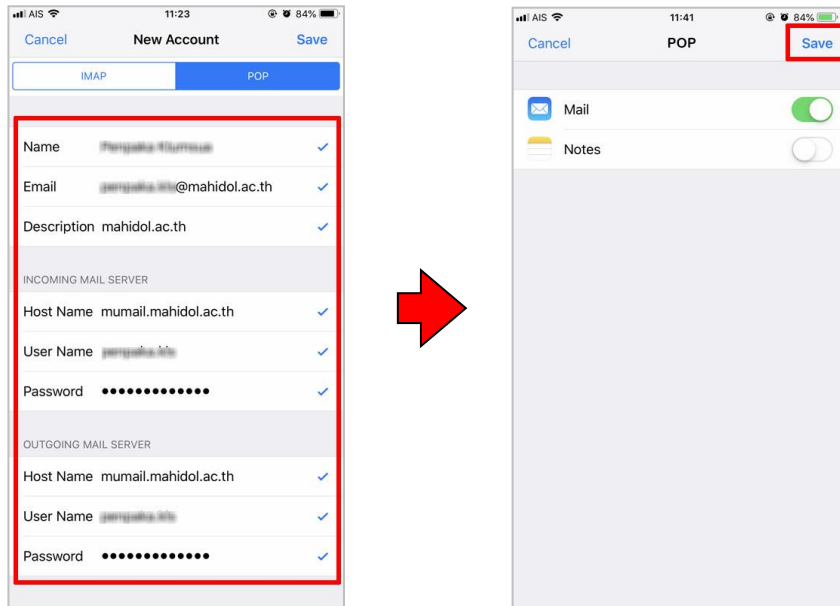 AIS 11:23 84%
Cancel New Account Save
IMAP POP
Name
Email @mahidol.ac.th
Description mahidol.ac.th
INCOMING MAIL SERVER
Host Name mumail.mahidol.ac.th
User Name
Password •••••••••••••
OUTGOING MAIL SERVER
Host Name mumail.mahidol.ac.th
User Name
Password •••••••••••••
AIS 11:41 84%
Cancel POP Save
Mail
Notes